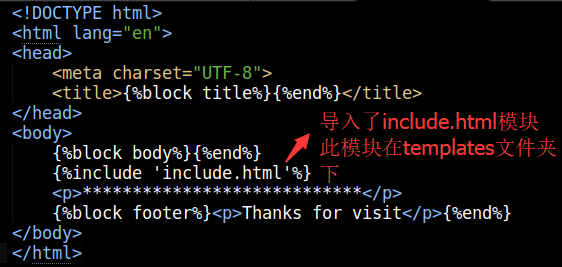 <!DOCTYPE html>
<html lang="en">
<head>
<meta charset="UTF-8">
<title>{%block title%}{%end%}</title>
</head>
<body>
{%block body%}{%end%}
{%include 'include.html'%}
<p>****************************</p>
{%block footer%}<p>Thanks for visit</p>{%end%}
</body>
</html>
导入了include.html模块
此模块在templates文件夹
下